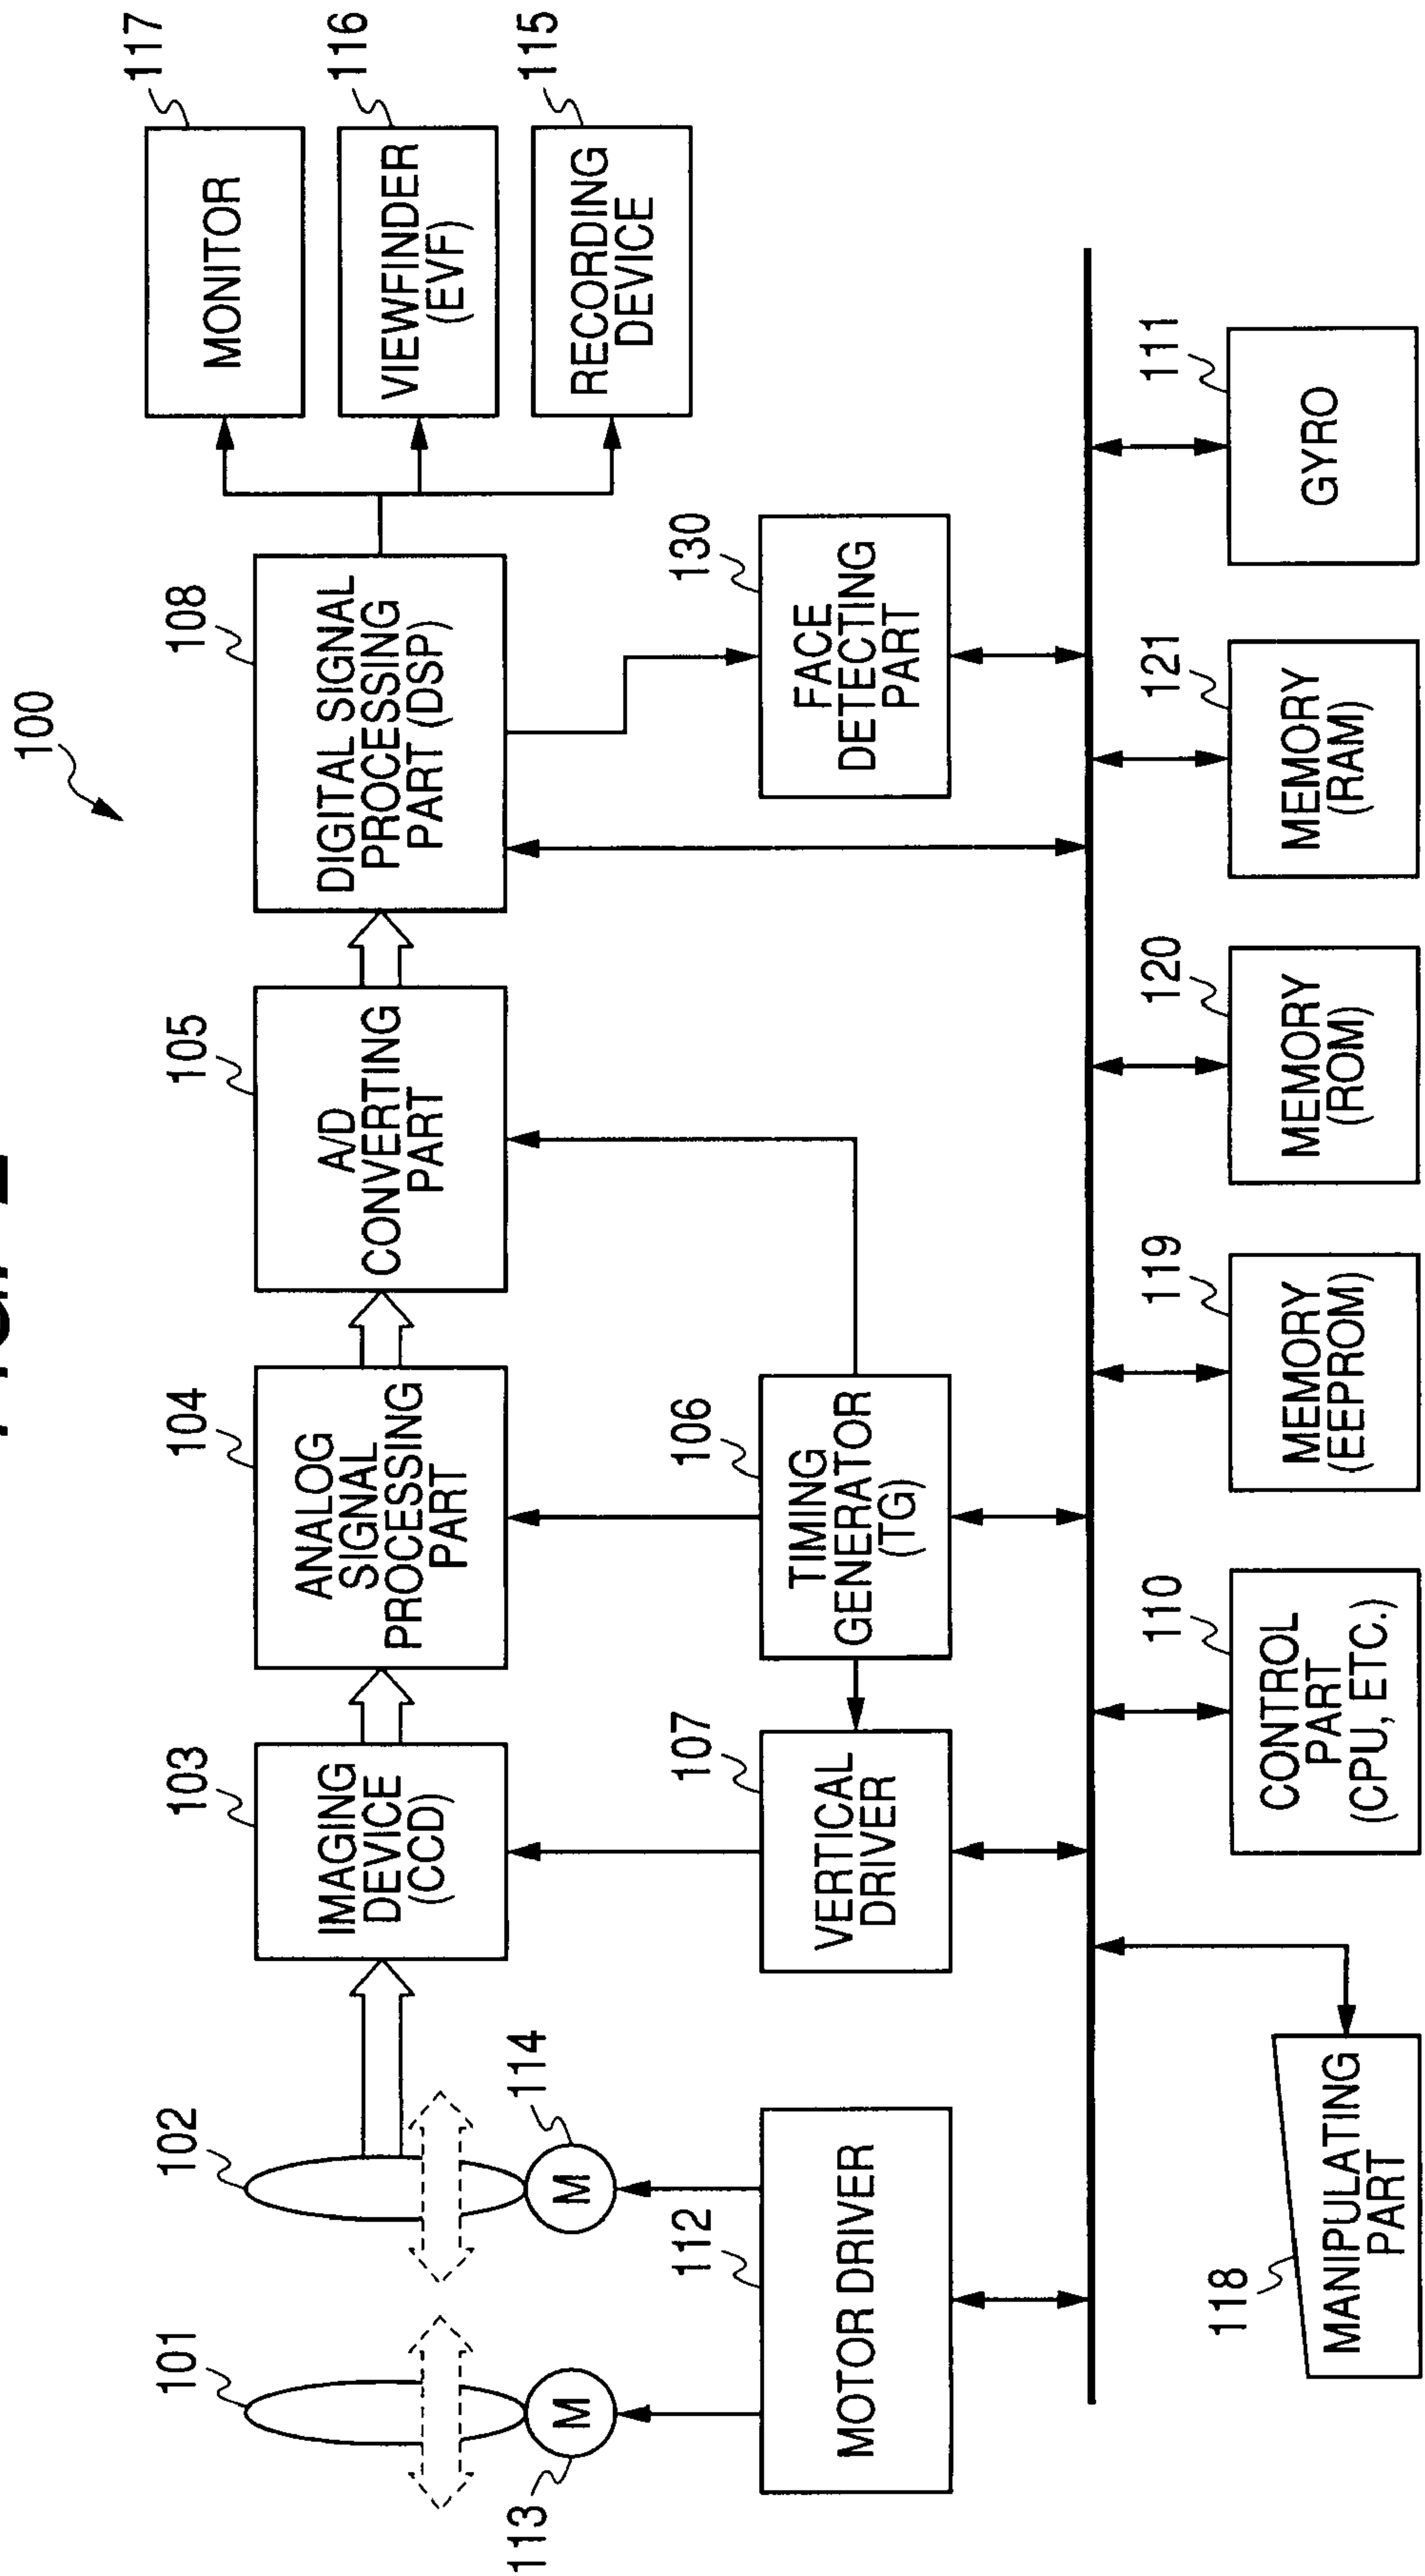 100
101
102
103
104
105
108
117
116
115
IMAGING
DEVICE
(CCD)
ANALOG
SIGNAL
PROCESSING
PART
A/D
CONVERTING
PART
DIGITAL SIGNAL
PROCESSING
PART (DSP)
MONITOR
VIEWFINDER
(EVF)
RECORDING
DEVICE
113
M
114
M
112
MOTOR DRIVER
107
VERTICAL
DRIVER
106
TIMING
GENERATOR
(TG)
130
FACE
DETECTING
PART
118
MANIPULATING
PART
110
CONTROL
PART
(CPU, ETC.)
119
MEMORY
(EEPROM)
120
MEMORY
(ROM)
121
MEMORY
(RAM)
111
GYRO